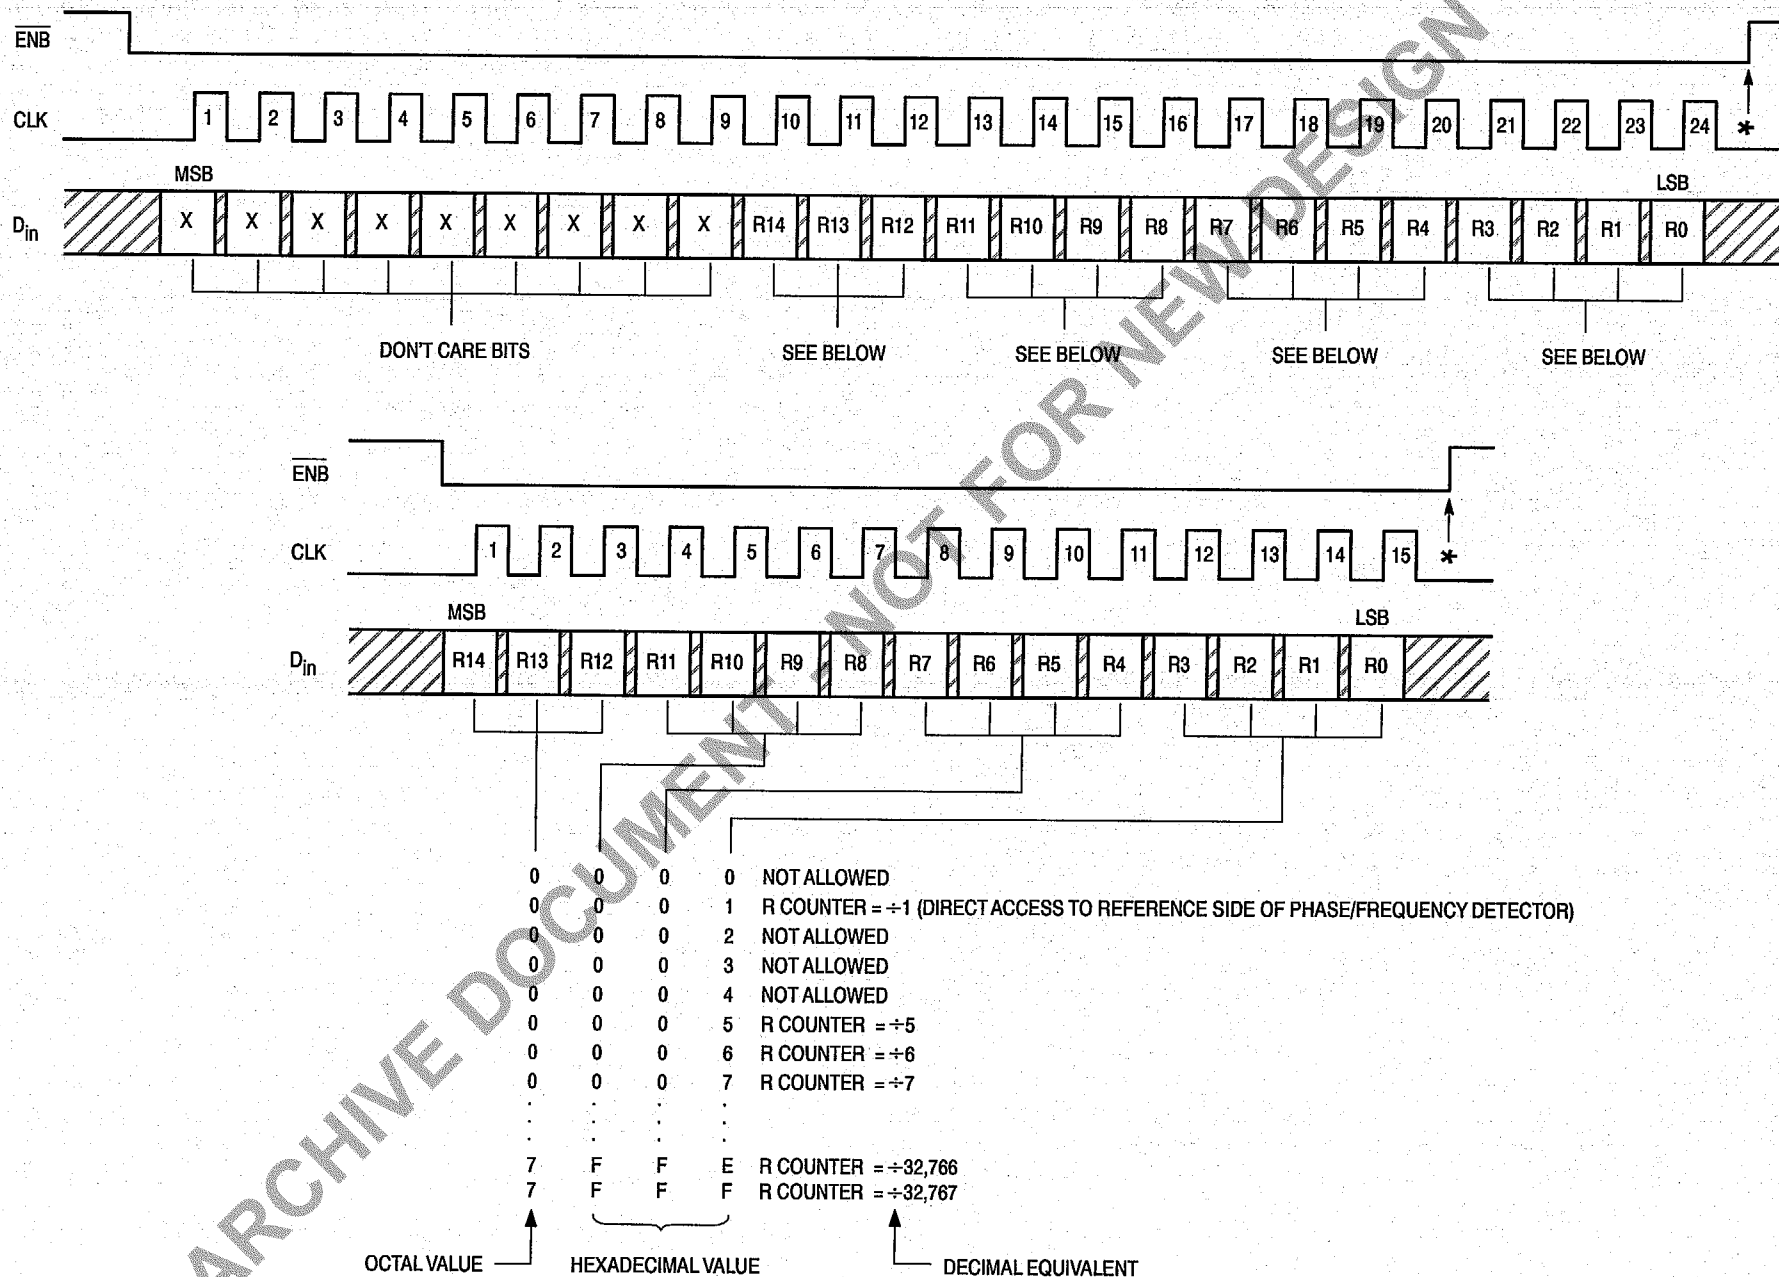 ENB
CLK 1 2 3 4 5 6 7 8 9 10 11 12 13 14 15 16 17 18 19 20 21 22 23 24 *
MSB LSB
Din X X X X X X X X X R14 R13 R12 R11 R10 R9 R8 R7 R6 R5 R4 R3 R2 R1 R0
DON'T CARE BITS SEE BELOW SEE BELOW SEE BELOW SEE BELOW
ENB
CLK 1 2 3 4 5 6 7 8 9 10 11 12 13 14 15 *
MSB LSB
Din R14 R13 R12 R11 R10 R9 R8 R7 R6 R5 R4 R3 R2 R1 R0
0 0 0 0 NOT ALLOWED
0 0 0 1 R COUNTER = ÷1 (DIRECT ACCESS TO REFERENCE SIDE OF PHASE/FREQUENCY DETECTOR)
0 0 0 2 NOT ALLOWED
0 0 0 3 NOT ALLOWED
0 0 0 4 NOT ALLOWED
0 0 0 5 R COUNTER = ÷5
0 0 0 6 R COUNTER = ÷6
0 0 0 7 R COUNTER = ÷7
. . . .
. . . .
. . . .
7 F F E R COUNTER = ÷32,766
7 F F F R COUNTER = ÷32,767
OCTAL VALUE HEXADECIMAL VALUE DECIMAL EQUIVALENT
ARCHIVE DOCUMENT - NOT FOR NEW DESIGN